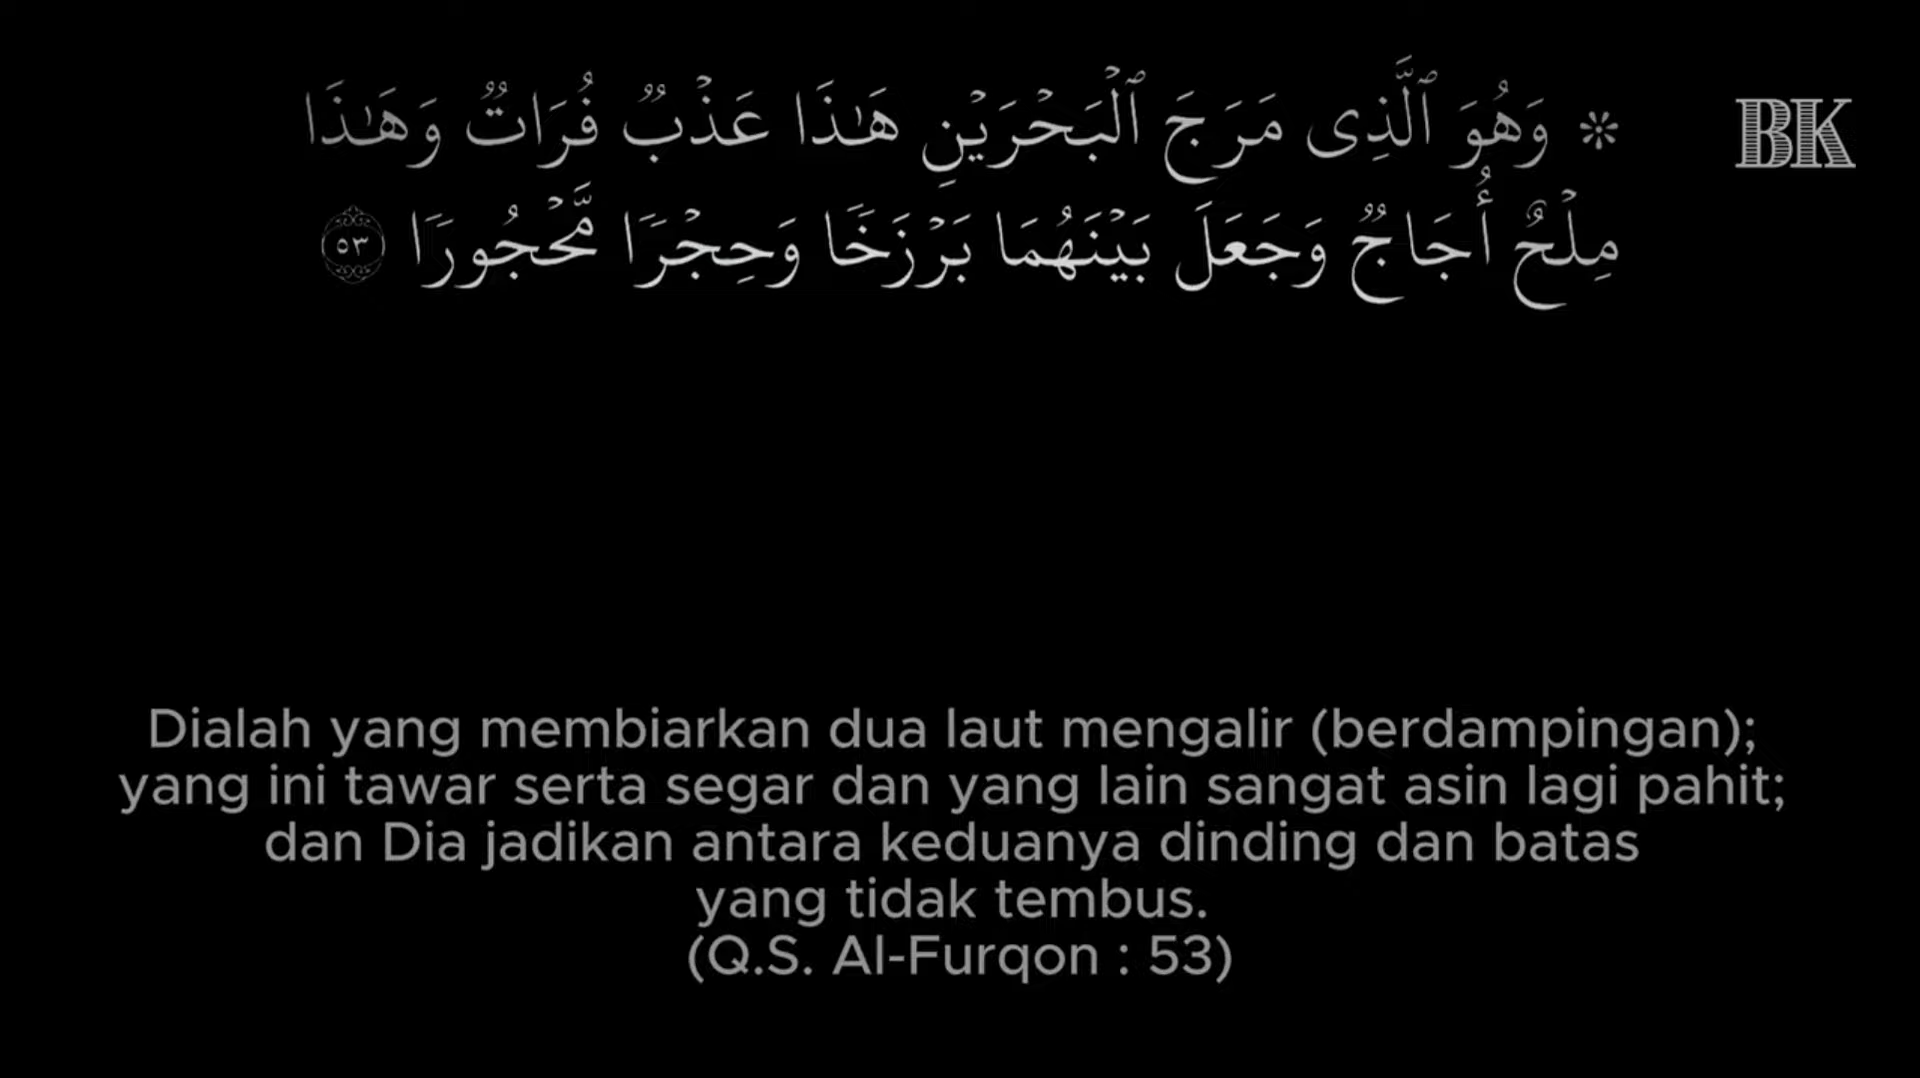 ۞ وَهُوَ ٱلَّذِى مَرَجَ ٱلْبَحْرَيْنِ هَـٰذَا عَذْبٌ فُرَاتٌ وَهَـٰذَا
BK
مِلْحٌ أُجَاجٌ وَجَعَلَ بَيْنَهُمَا بَرْزَخًا وَحِجْرًا مَّحْجُورًا ٥٣
Dialah yang membiarkan dua laut mengalir (berdampingan);
yang ini tawar serta segar dan yang lain sangat asin lagi pahit;
dan Dia jadikan antara keduanya dinding dan batas
yang tidak tembus.
(Q.S. Al-Furqon : 53)